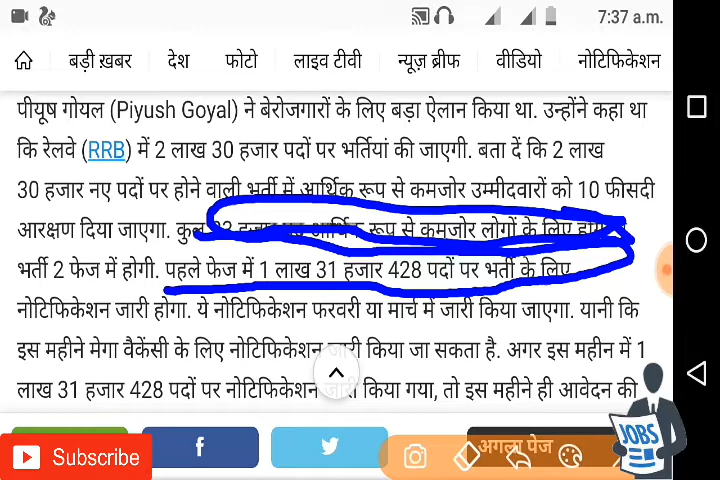 7:37 a.m.
बड़ी ख़बर देश फोटो लाइव टीवी न्यूज़ ब्रीफ वीडियो नोटिफिकेशन
पीयूष गोयल (Piyush Goyal) ने बेरोजगारों के लिए बड़ा ऐलान किया था. उन्होंने कहा था
कि रेलवे (RRB) में 2 लाख 30 हजार पदों पर भर्तियां की जाएगी. बता दें कि 2 लाख
30 हजार नए पदों पर होने वाली भर्ती में आर्थिक रूप से कमजोर उम्मीदवारों को 10 फीसदी
आरक्षण दिया जाएगा. कुल हजार आर्थिक रूप से कमजोर लोगों के लिए
भर्ती 2 फेज में होगी. पहले फेज में 1 लाख 31 हजार 428 पदों पर भर्ती के लिए
नोटिफिकेशन जारी होगा. ये नोटिफिकेशन फरवरी या मार्च में जारी किया जाएगा. यानी कि
इस महीने मेगा वैकेंसी के लिए नोटिफिकेशन जारी किया जा सकता है. अगर इस महीन में 1
लाख 31 हजार 428 पदों पर नोटिफिकेशन जारी किया गया, तो इस महीने ही आवेदन की
अगला पेज
JOBS
Subscribe